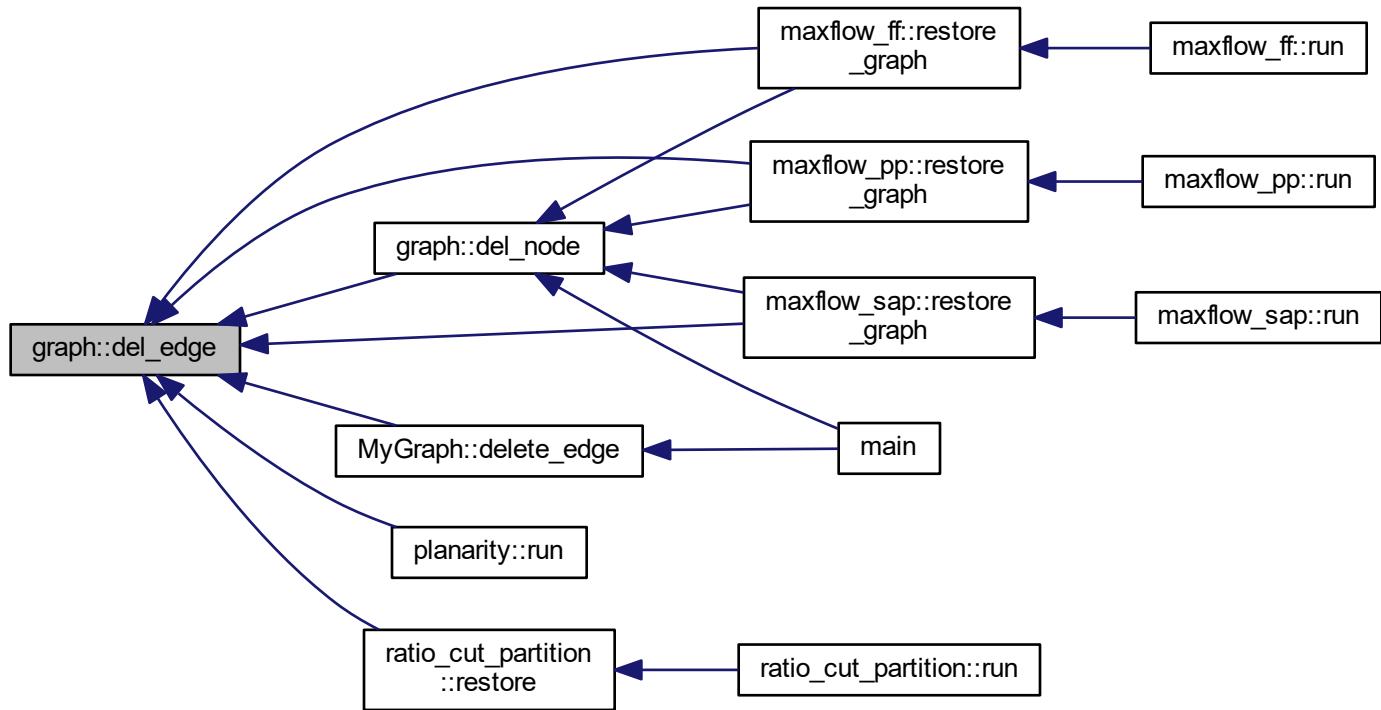 maxflow_ff::restore
_graph
maxflow_ff::run
maxflow_pp::restore
_graph
maxflow_pp::run
graph::del_node
maxflow_sap::restore
_graph
maxflow_sap::run
graph::del_edge
MyGraph::delete_edge
main
planarity::run
ratio_cut_partition
::restore
ratio_cut_partition::run